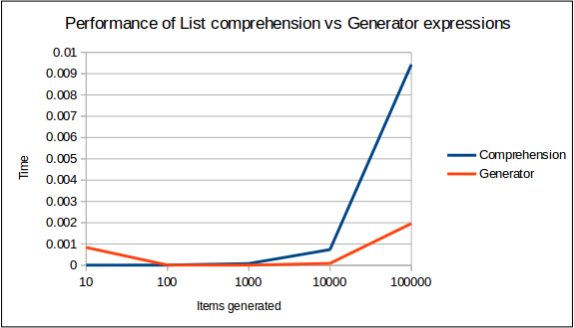 Performance of List comprehension vs Generator expressions
0.01
0.009
0.008
0.007
0.006
0.005
0.004
0.003
0.002
0.001
0
Time
10 100 1000 10000 100000
Items generated
Comprehension
Generator